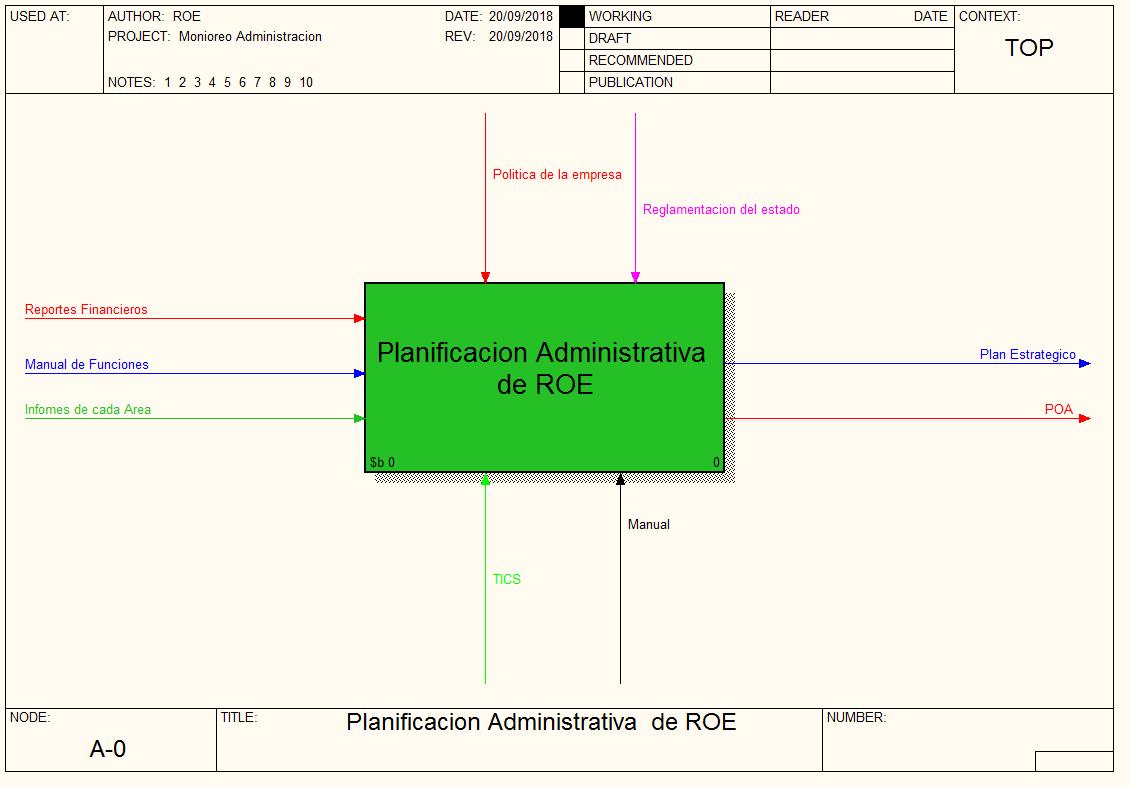 USED AT:
AUTHOR: ROE
DATE: 20/09/2018
PROJECT: Monioreo Administracion
REV: 20/09/2018
NOTES: 1 2 3 4 5 6 7 8 9 10
WORKING
DRAFT
RECOMMENDED
PUBLICATION
READER DATE
CONTEXT:
TOP
Politica de la empresa
Reglamentacion del estado
Reportes Financieros
Manual de Funciones
Infomes de cada Area
Planificacion Administrativa
de ROE
$b 0
0
Plan Estrategico
POA
Manual
TICS
NODE:
A-0
TITLE:
Planificacion Administrativa de ROE
NUMBER: